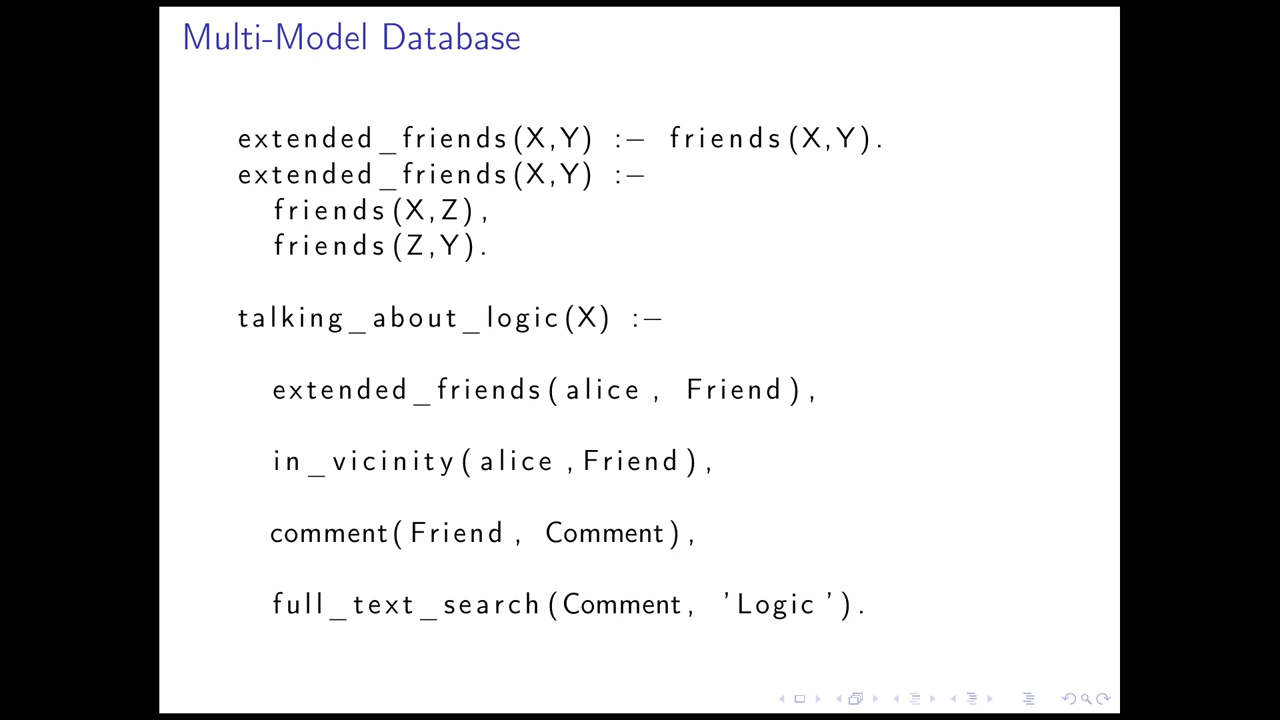 Multi-Model Database
extended_friends(X,Y) :- friends(X,Y).
extended_friends(X,Y) :-
friends(X,Z),
friends(Z,Y).
talking_about_logic(X) :-
extended_friends(alice, Friend),
in_vicinity(alice,Friend),
comment(Friend, Comment),
full_text_search(Comment, 'Logic').